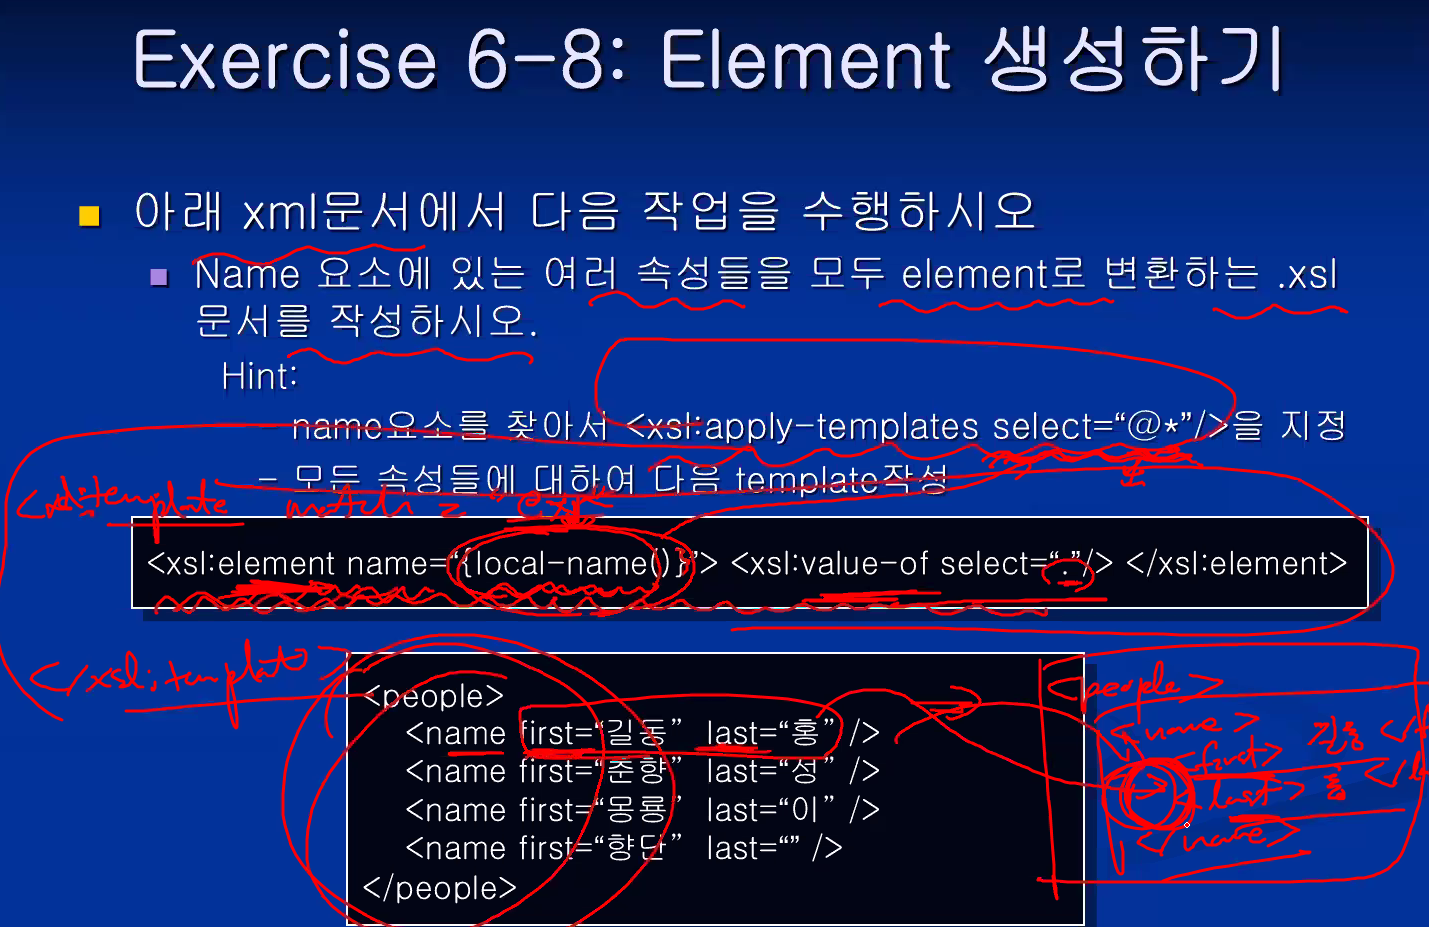 Exercise 6-8: Element 생성하기
아래 xml문서에서 다음 작업을 수행하시오
Name 요소에 있는 여러 속성들을 모두 element로 변환하는 .xsl
문서를 작성하시오.
Hint:
- name요소를 찾아서 <xsl:apply-templates select=“@*”/>을 지정
- 모든 속성들에 대하여 다음 template작성
<xsl:template match = "exp"
<xsl:element name=“{local-name()}”> <xsl:value-of select=“.”/> </xsl:element>
</xsl:template>
<people>
<name first=“길동” last=“홍” />
<name first=“춘향” last=“성” />
<name first=“몽룡” last=“이” />
<name first=“향단” last=“” />
</people>
<people>
<name>
<first> 길동 </f
<last> 홍 </l
</name>